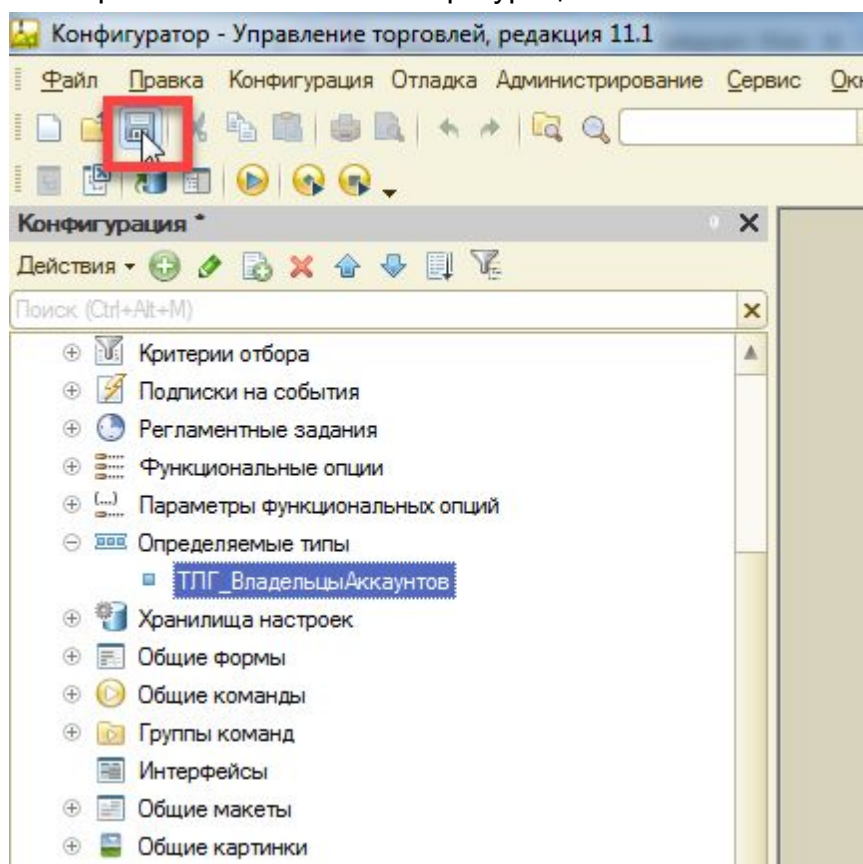 Конфигуратор - Управление торговлей, редакция 11.1
Файл Правка Конфигурация Отладка Администрирование Сервис
Конфигурация *
Действия
Поиск (Ctrl+Alt+M)
Критерии отбора
Подписки на события
Регламентные задания
Функциональные опции
(...) Параметры функциональных опций
Определяемые типы
ТЛГ_ВладельцыАккаунтов
Хранилища настроек
Общие формы
Общие команды
Группы команд
Интерфейсы
Общие макеты
Общие картинки